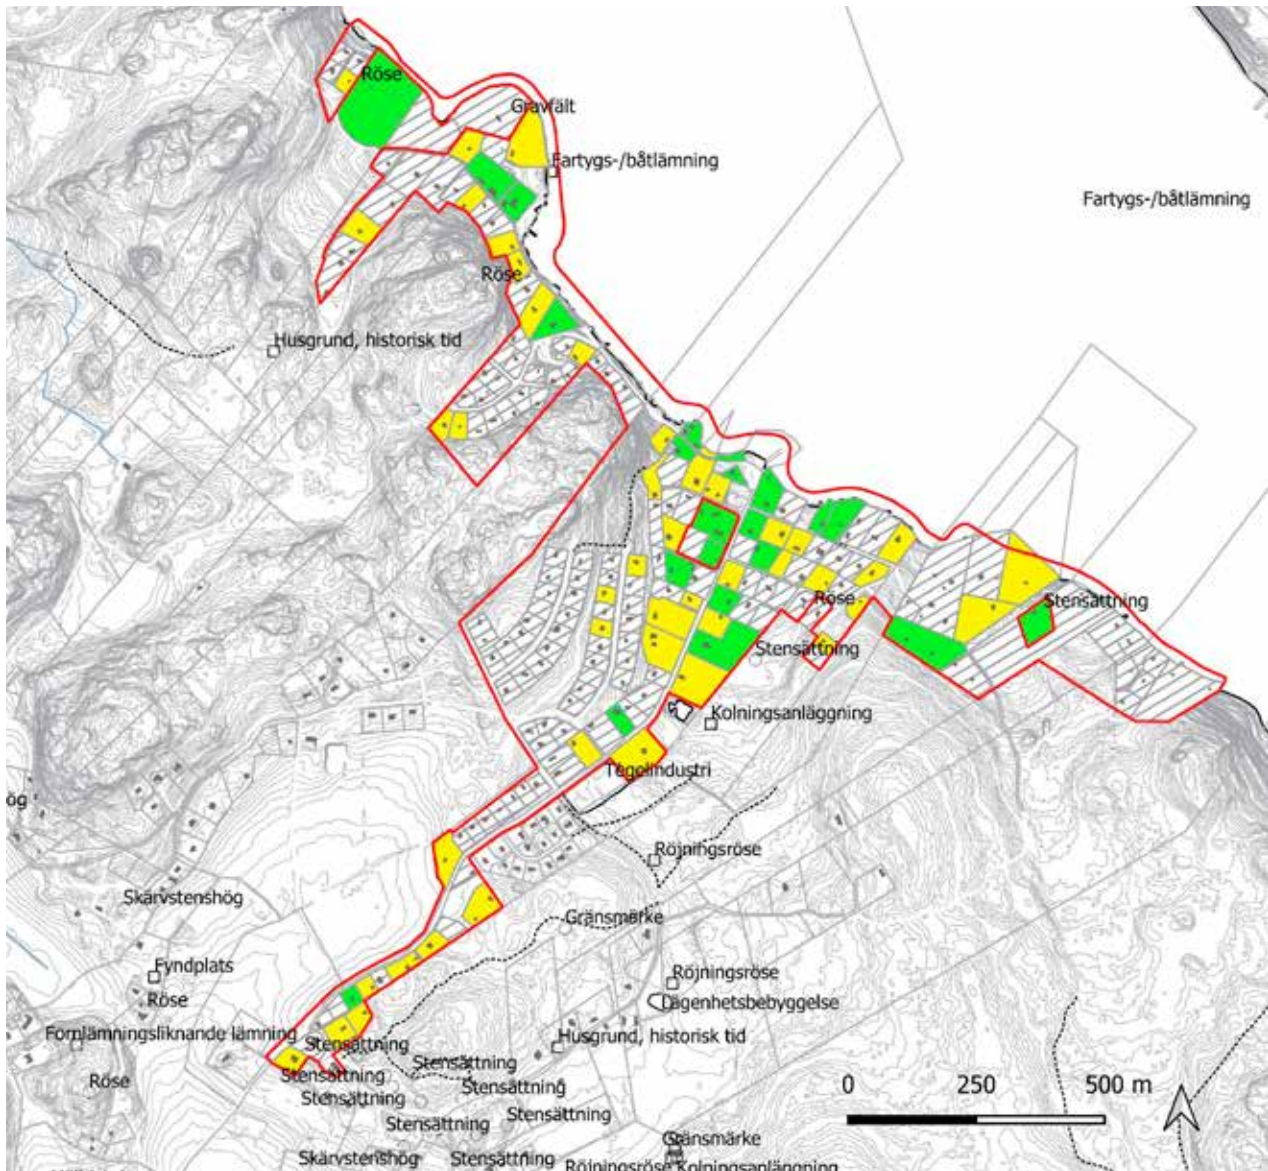 Röse
Gravfält
Fartygs-/båtlämning
Fartygs-/båtlämning
Röse
Husgrund, historisk tid
Stensättning
Röse
Stensättning
Kolningsanläggning
Tegelindustri
ög
Röjningsröse
Skärvstenshög
Gränsmärke
Fyndplats
Röjningsröse
Röse
Lägenhetsbebyggelse
Fornlämningsliknande lämning
Husgrund, historisk tid
Stensättning
Stensättning
Stensättning
Röse
Stensättning
Stensättning
0 250 500 m
Stensättning
Stensättning
Gränsmärke
Skärvstenshög
Stensättning
Röjningsröse Kolningsanläggning